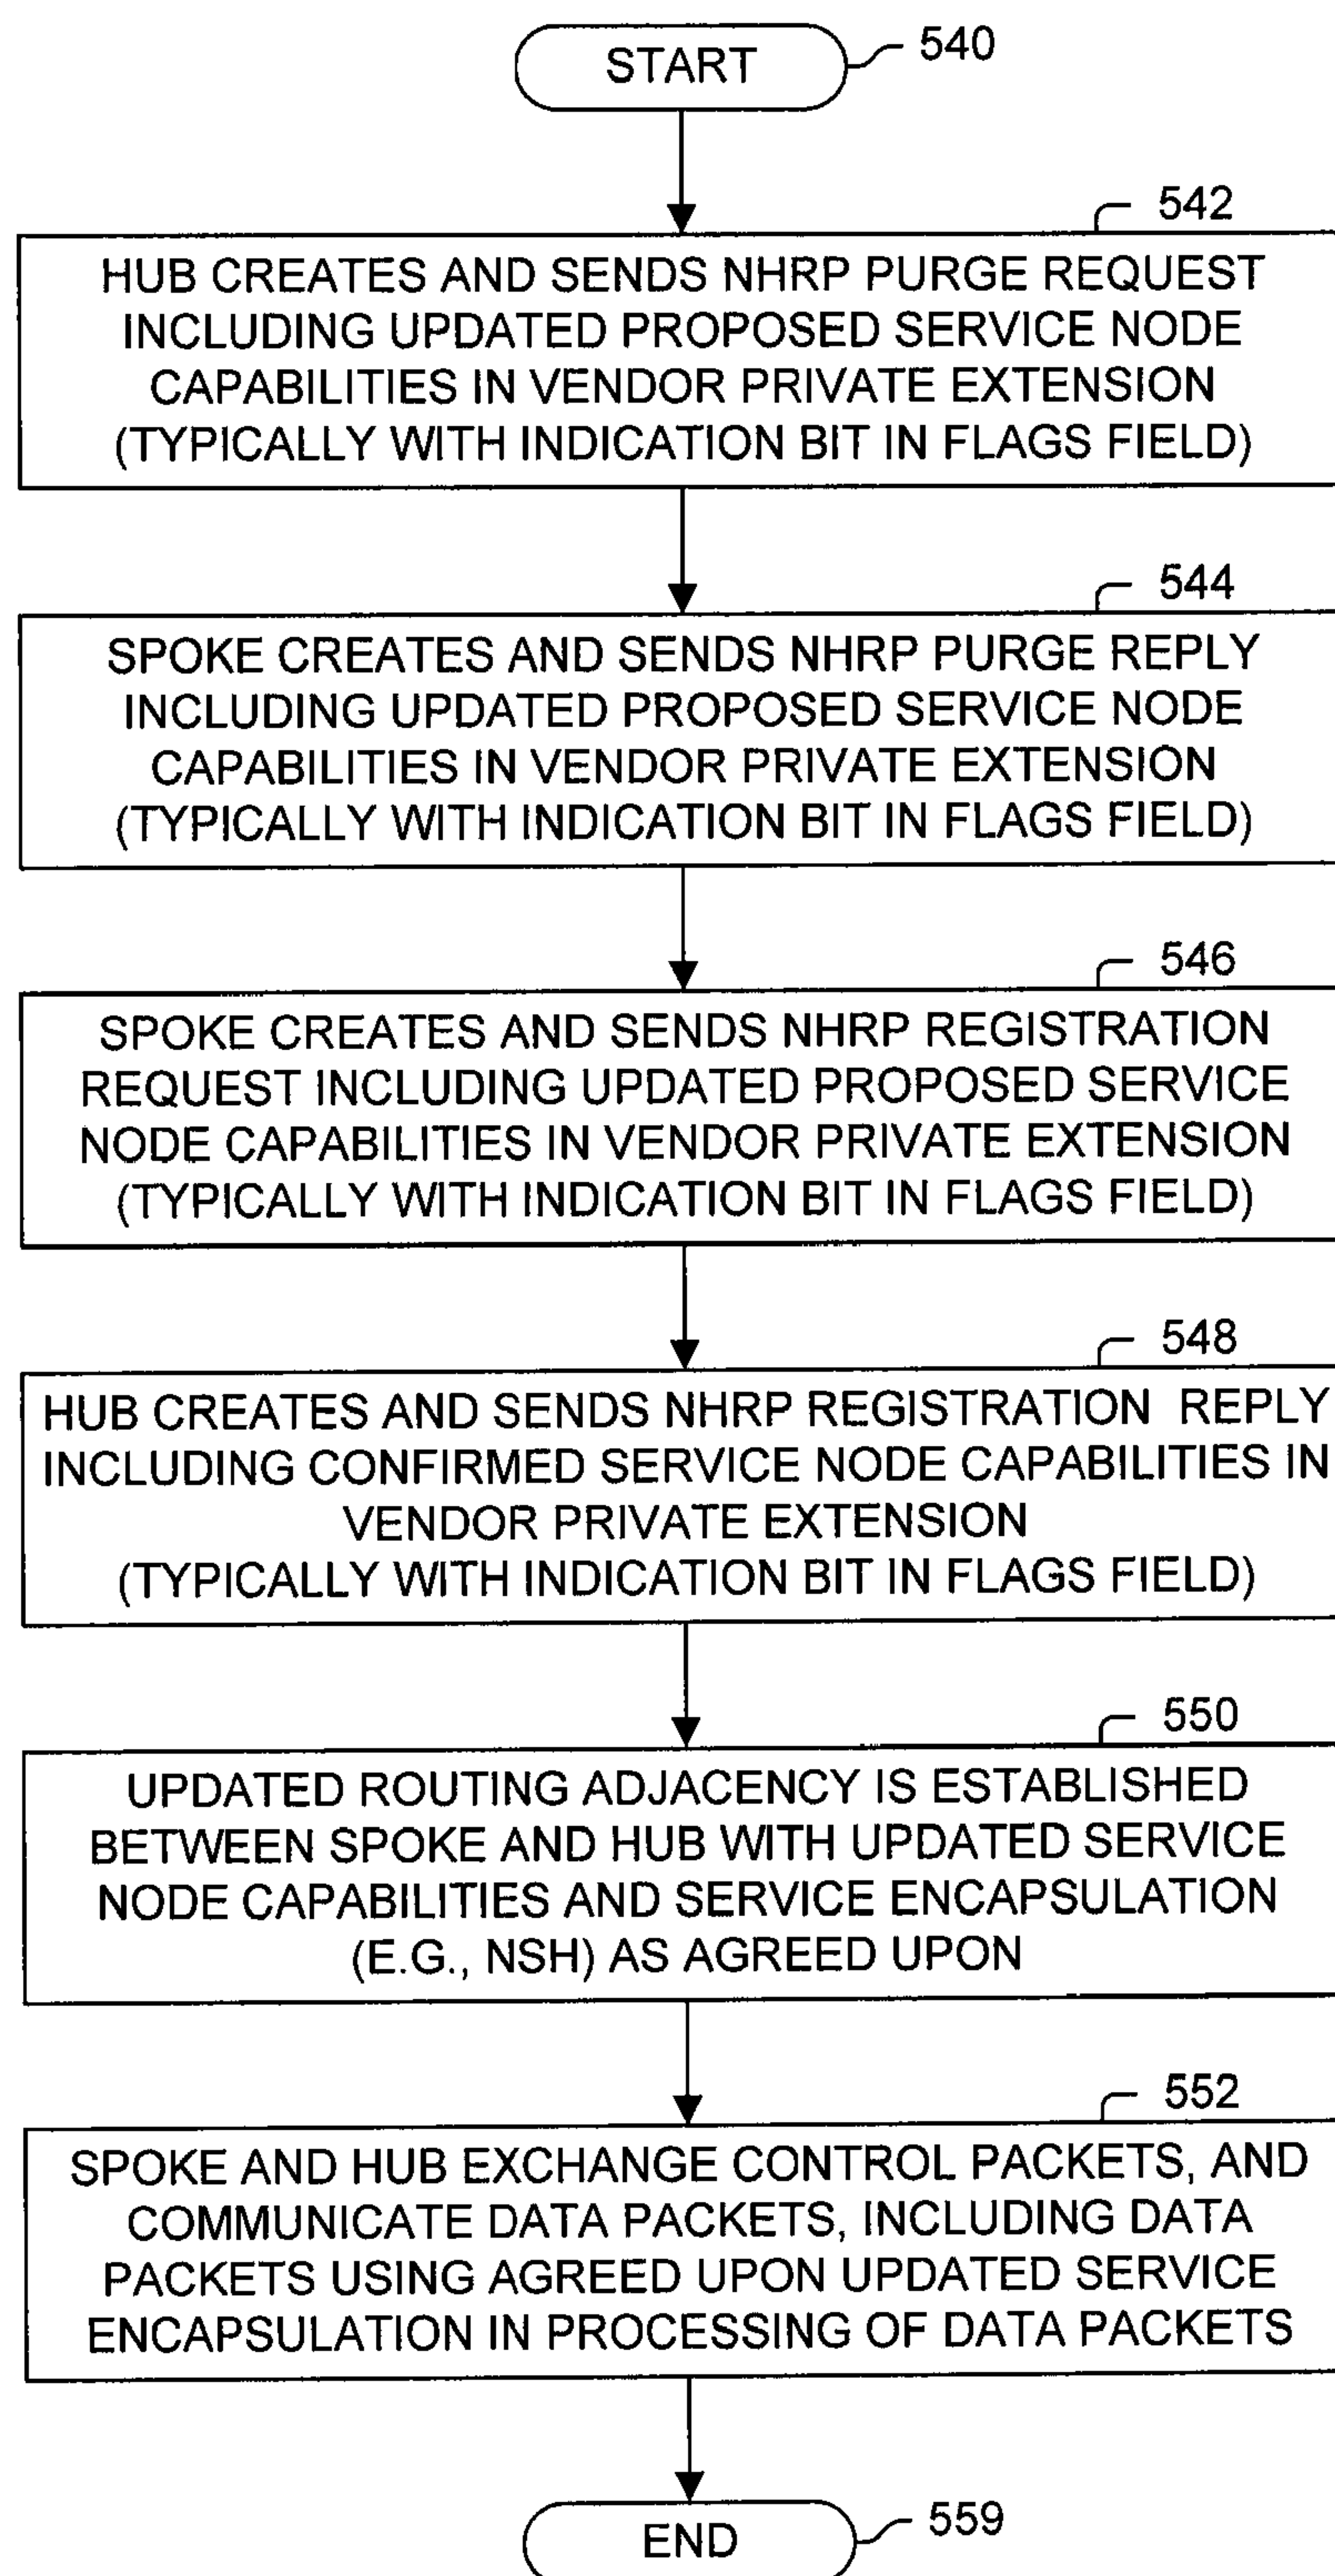 START
540
542
HUB CREATES AND SENDS NHRP PURGE REQUEST
INCLUDING UPDATED PROPOSED SERVICE NODE
CAPABILITIES IN VENDOR PRIVATE EXTENSION
(TYPICALLY WITH INDICATION BIT IN FLAGS FIELD)
544
SPOKE CREATES AND SENDS NHRP PURGE REPLY
INCLUDING UPDATED PROPOSED SERVICE NODE
CAPABILITIES IN VENDOR PRIVATE EXTENSION
(TYPICALLY WITH INDICATION BIT IN FLAGS FIELD)
546
SPOKE CREATES AND SENDS NHRP REGISTRATION
REQUEST INCLUDING UPDATED PROPOSED SERVICE
NODE CAPABILITIES IN VENDOR PRIVATE EXTENSION
(TYPICALLY WITH INDICATION BIT IN FLAGS FIELD)
548
HUB CREATES AND SENDS NHRP REGISTRATION REPLY
INCLUDING CONFIRMED SERVICE NODE CAPABILITIES IN
VENDOR PRIVATE EXTENSION
(TYPICALLY WITH INDICATION BIT IN FLAGS FIELD)
550
UPDATED ROUTING ADJACENCY IS ESTABLISHED
BETWEEN SPOKE AND HUB WITH UPDATED SERVICE
NODE CAPABILITIES AND SERVICE ENCAPSULATION
(E.G., NSH) AS AGREED UPON
552
SPOKE AND HUB EXCHANGE CONTROL PACKETS, AND
COMMUNICATE DATA PACKETS, INCLUDING DATA
PACKETS USING AGREED UPON UPDATED SERVICE
ENCAPSULATION IN PROCESSING OF DATA PACKETS
END
559